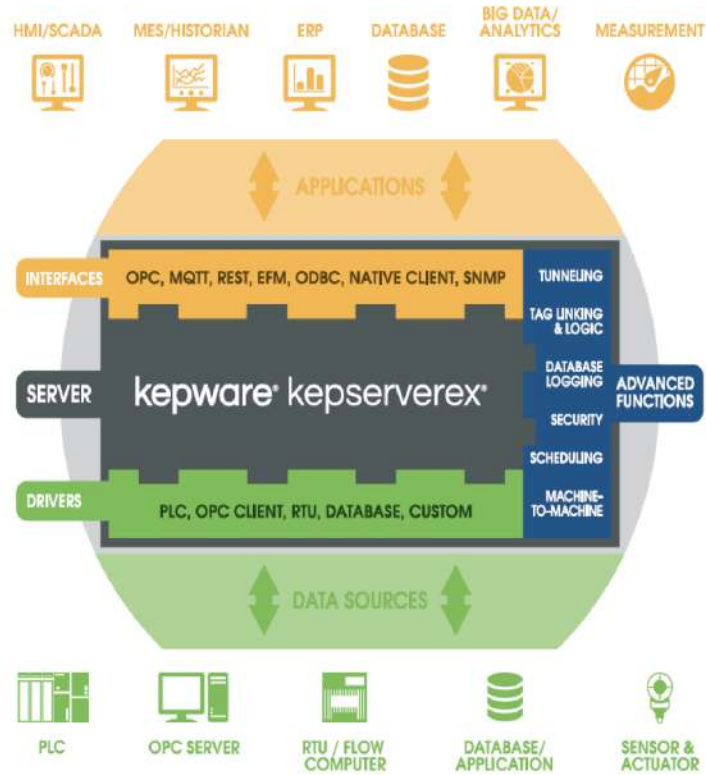 HMI/SCADA
MES/HISTORIAN
ERP
DATABASE
BIG DATA/
ANALYTICS
MEASUREMENT
APPLICATIONS
INTERFACES
OPC, MQTT, REST, EFM, ODBC, NATIVE CLIENT, SNMP
TUNNELING
TAG LINKING
& LOGIC
SERVER
kepware® kepserverex®
DATABASE
LOGGING
ADVANCED
FUNCTIONS
SECURITY
SCHEDULING
DRIVERS
PLC, OPC CLIENT, RTU, DATABASE, CUSTOM
MACHINE-
TO-MACHINE
DATA SOURCES
PLC
OPC SERVER
RTU / FLOW
COMPUTER
DATABASE/
APPLICATION
SENSOR &
ACTUATOR